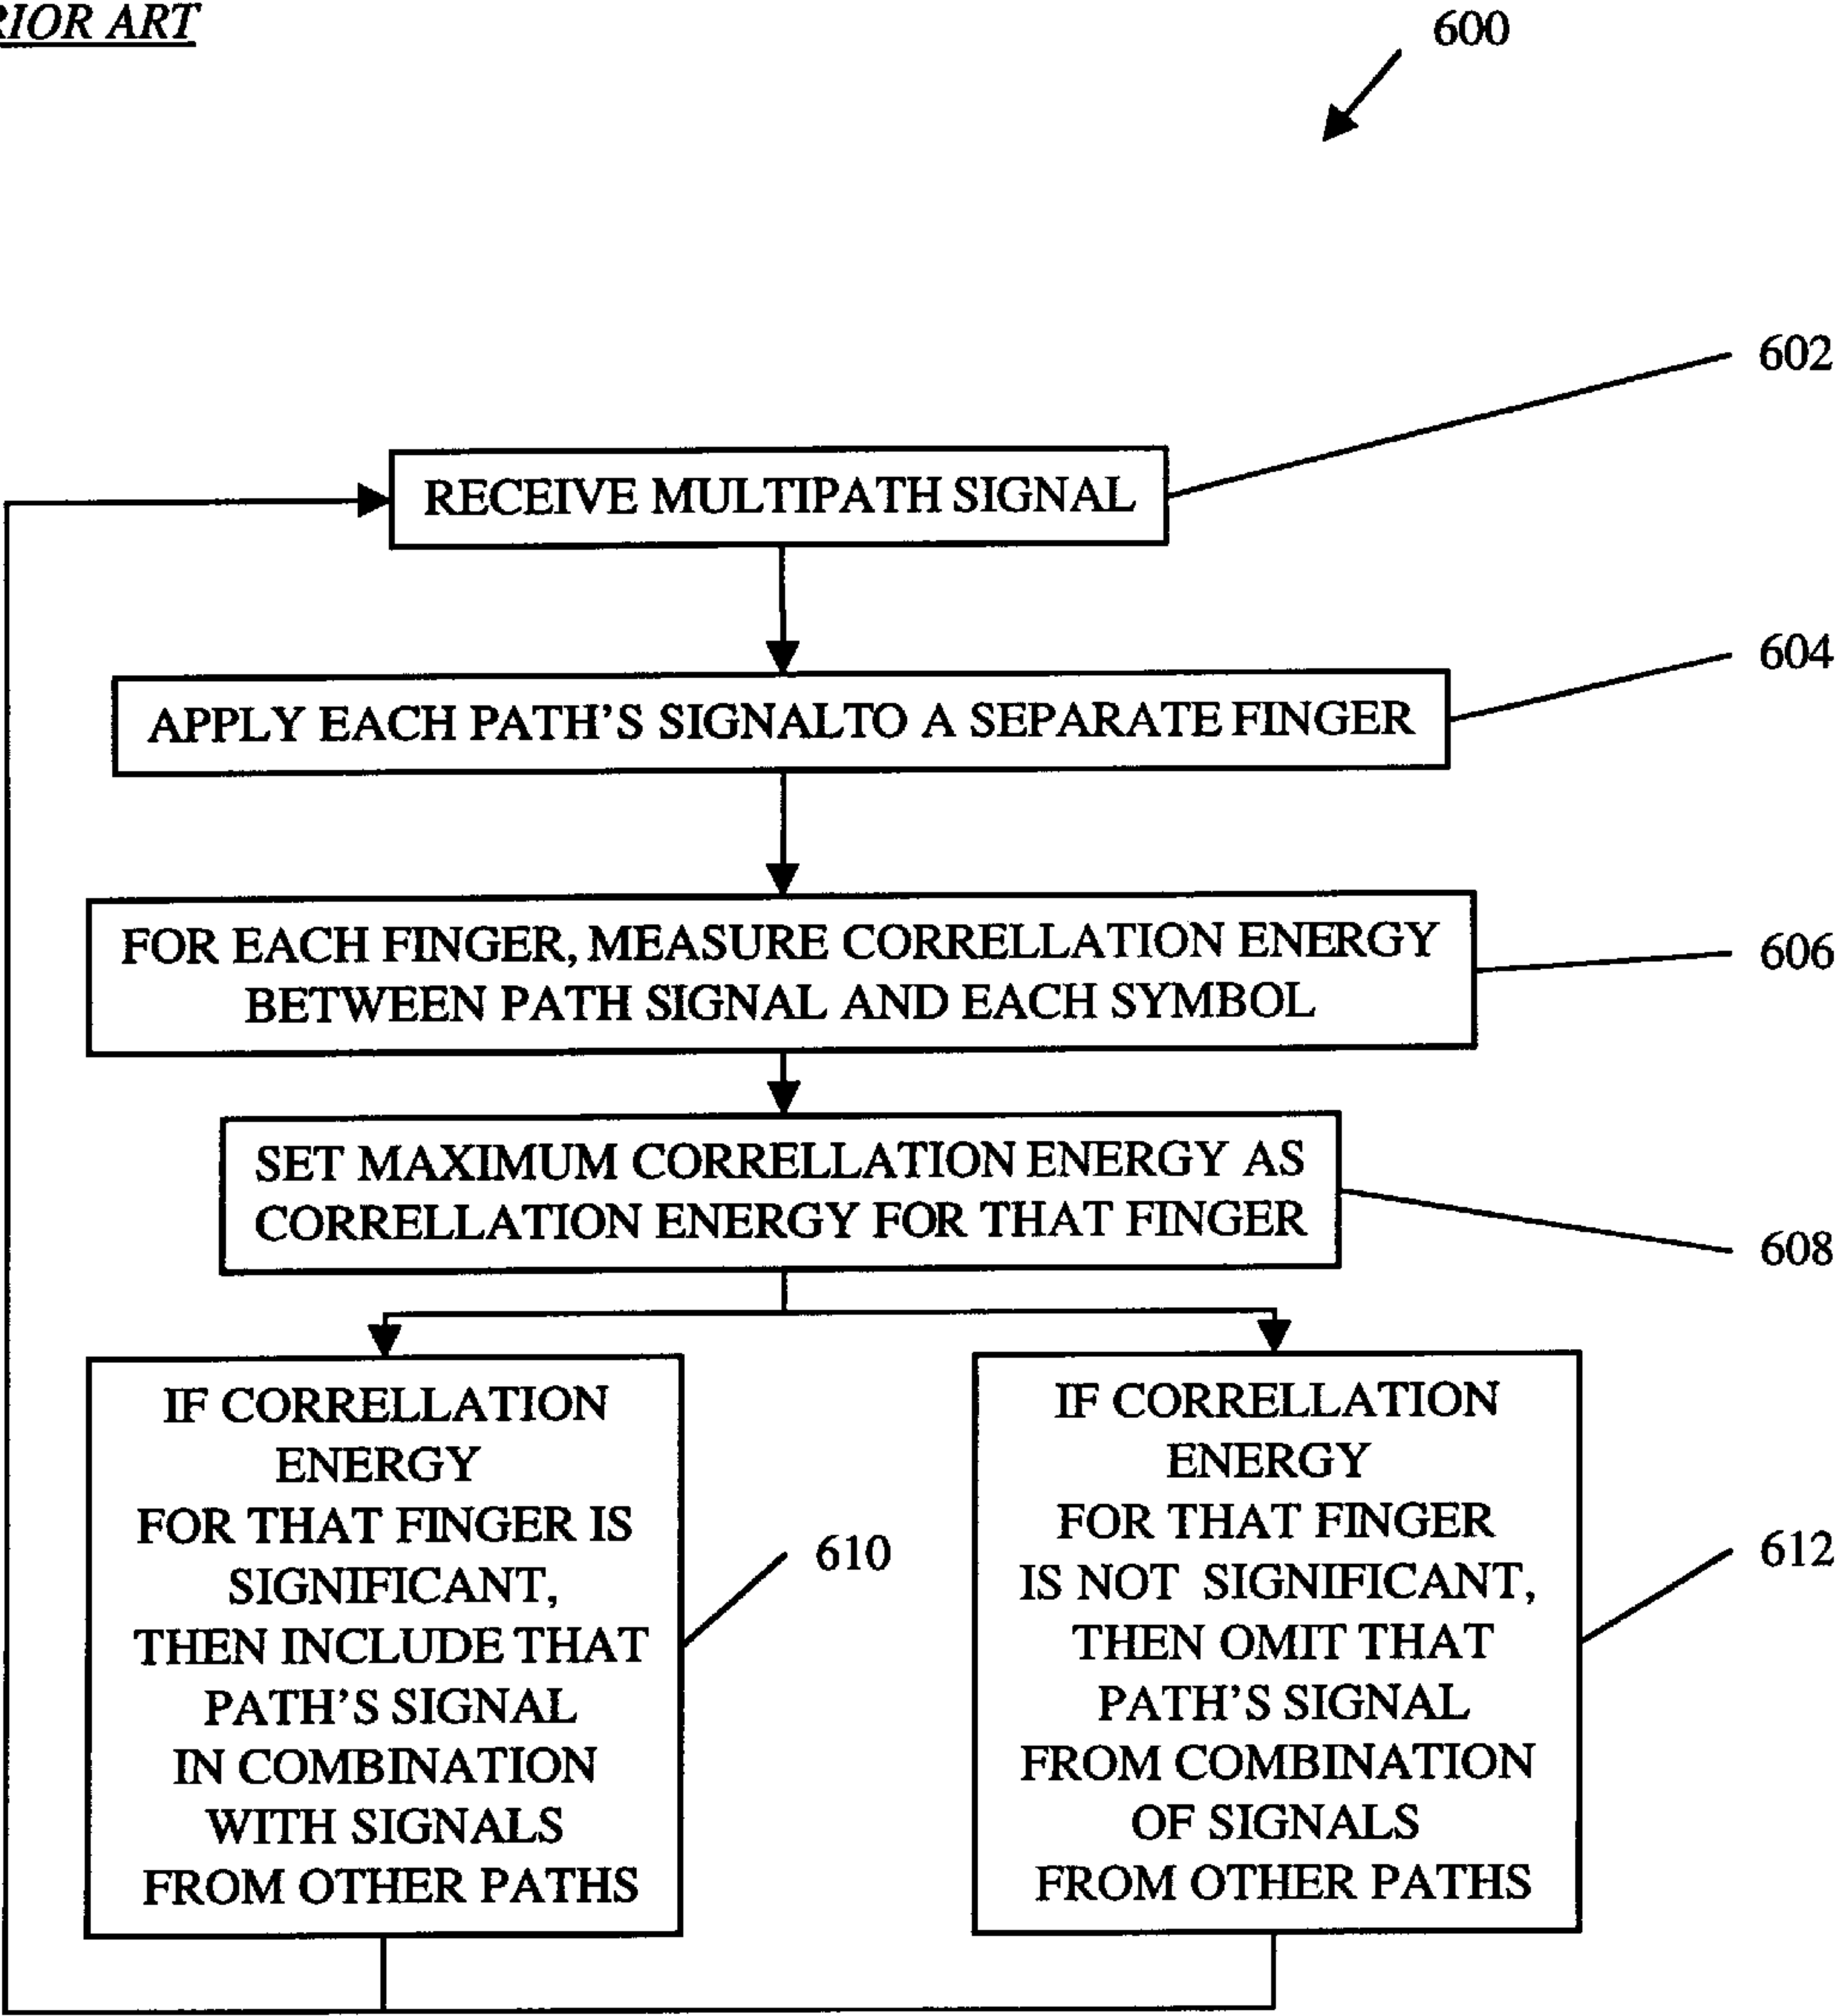 RIOR ART
600
602
RECEIVE MULTIPATH SIGNAL
604
APPLY EACH PATH'S SIGNALTO A SEPARATE FINGER
606
FOR EACH FINGER, MEASURE CORRELLATION ENERGY
BETWEEN PATH SIGNAL AND EACH SYMBOL
SET MAXIMUM CORRELLATION ENERGY AS
CORRELLATION ENERGY FOR THAT FINGER
608
IF CORRELLATION
ENERGY
FOR THAT FINGER IS
SIGNIFICANT,
THEN INCLUDE THAT
PATH'S SIGNAL
IN COMBINATION
WITH SIGNALS
FROM OTHER PATHS
610
IF CORRELLATION
ENERGY
FOR THAT FINGER
IS NOT SIGNIFICANT,
THEN OMIT THAT
PATH'S SIGNAL
FROM COMBINATION
OF SIGNALS
FROM OTHER PATHS
612